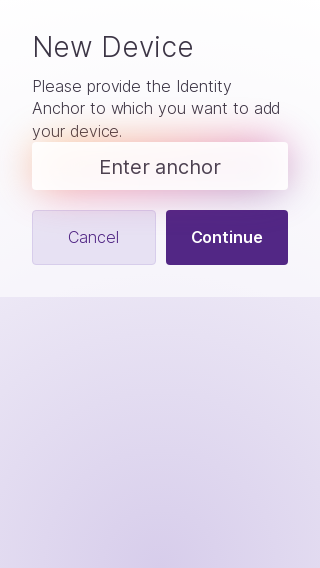 New Device
Please provide the Identity
Anchor to which you want to add
your device.
Enter anchor
Cancel
Continue